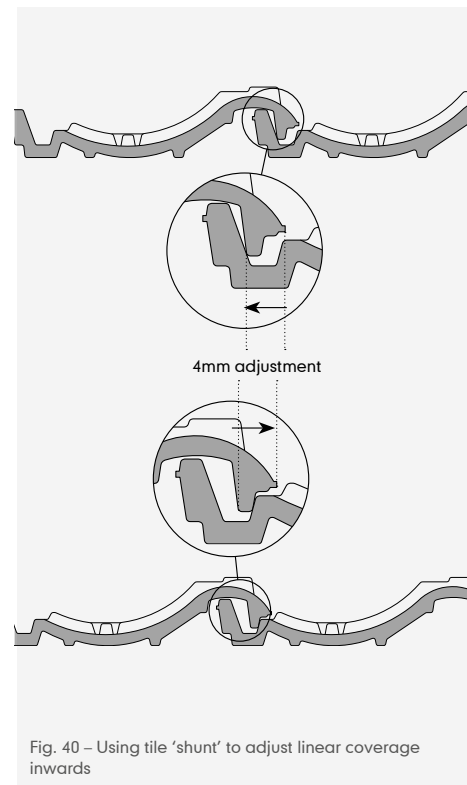 4mm adjustment
Fig. 40 – Using tile ‘shunt’ to adjust linear coverage
inwards